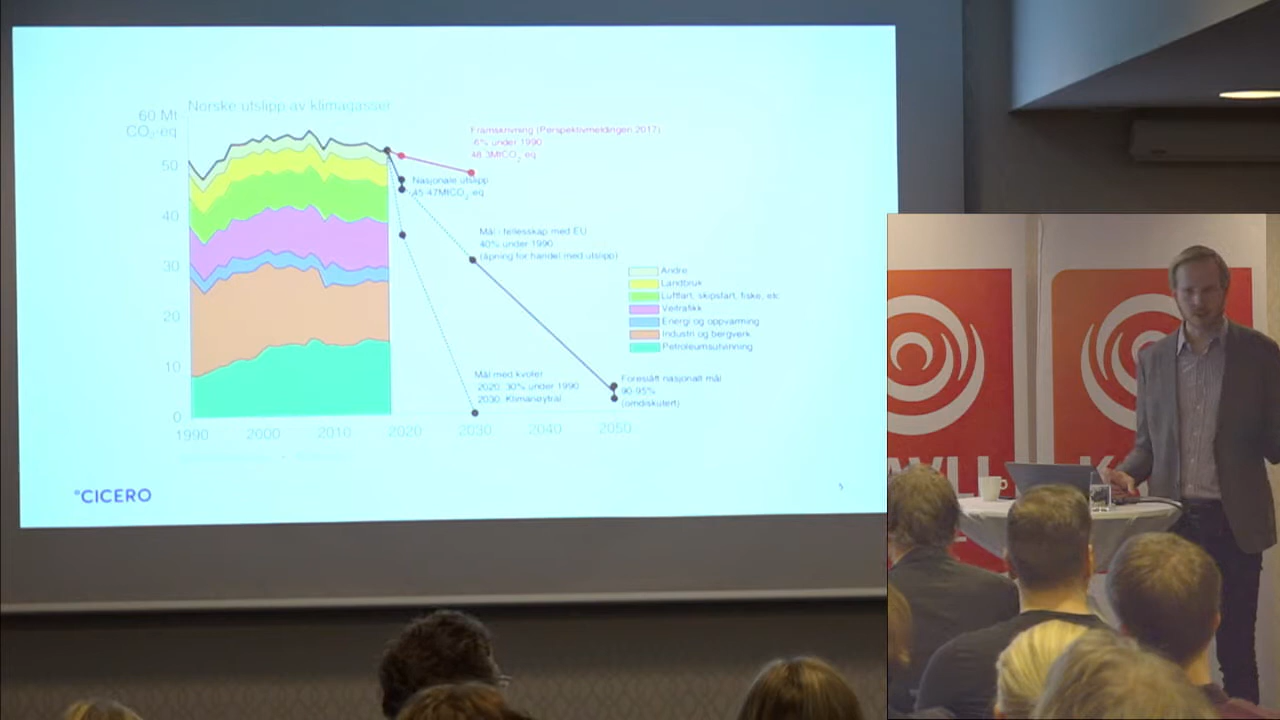 Norske utslipp av klimagasser
60 Mt
CO₂-eq
50
40
30
20
10
0
1990
2000
2010
2020
2030
2040
2050
Framskrivning (Perspektivmeldingen 2017)
-6% under 1990
48.3MtCO₂-eq
Nasjonale utslipp
45-47MtCO₂-eq
Mål i fellesskap med EU
40% under 1990
(åpning for handel med utslipp)
Andre
Landbruk
Luftfart, skipsfart, fiske, etc
Veitrafikk
Energi og oppvarming
Industri og bergverk
Petroleumsutvinning
Mål med kvoter
2020: 30% under 1990
2030: Klimanøytral
Foreslått nasjonalt mål
90-95%
(omdiskutert)
°CICERO
5